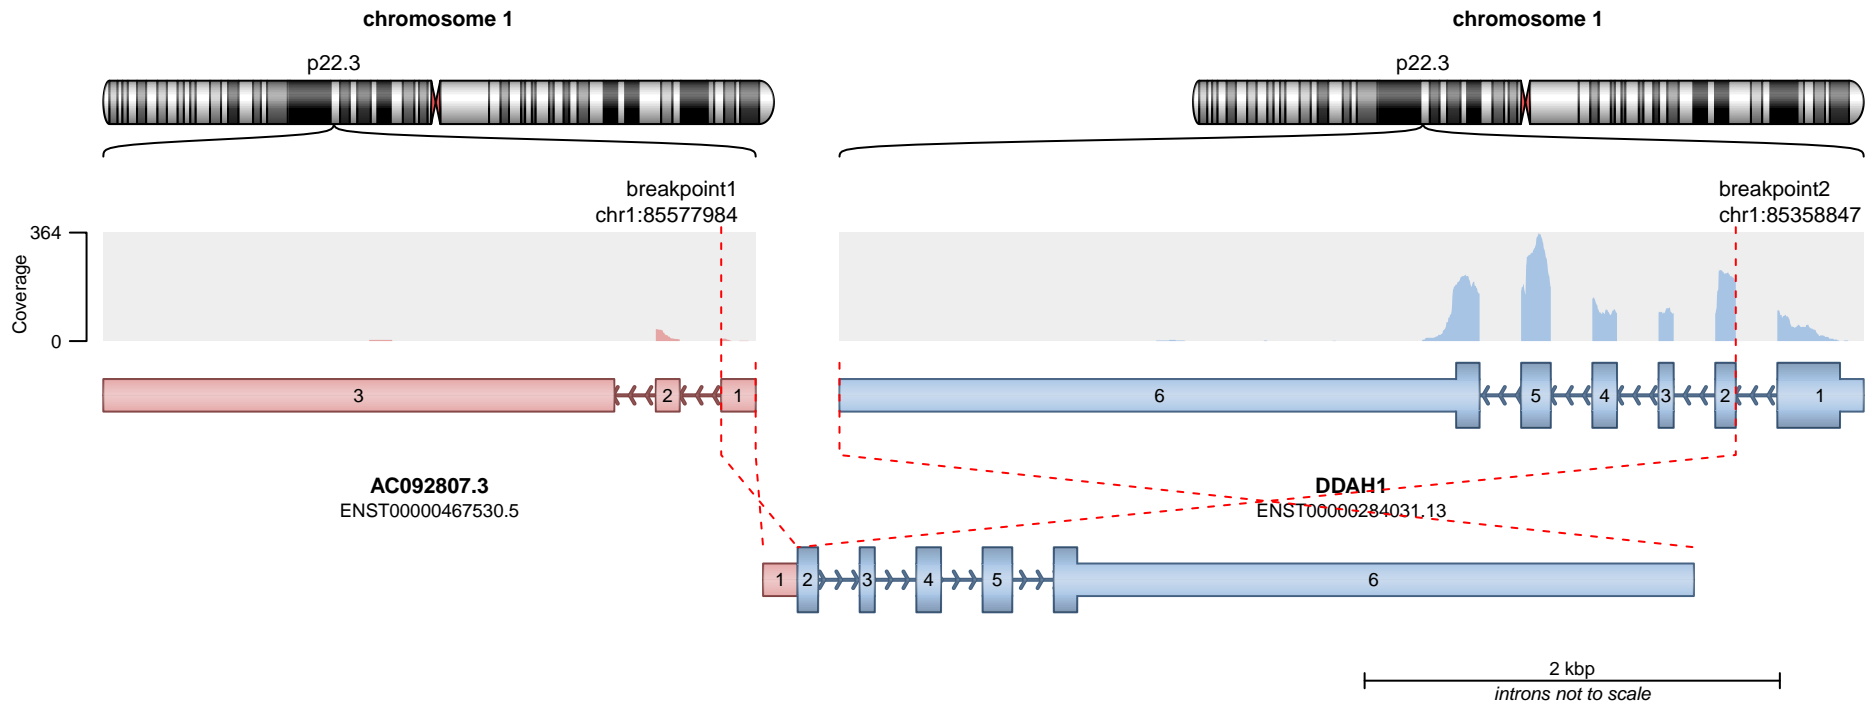 chromosome 1
chromosome 1
p22.3
p22.3
breakpoint1
chr1:85577984
breakpoint2
chr1:85358847
364
Coverage
0
3
2
1
6
5
4
3
2
1
AC092807.3
ENST00000467530.5
DDAH1
ENST00000284031.13
1
2
3
4
5
6
2 kbp
introns not to scale